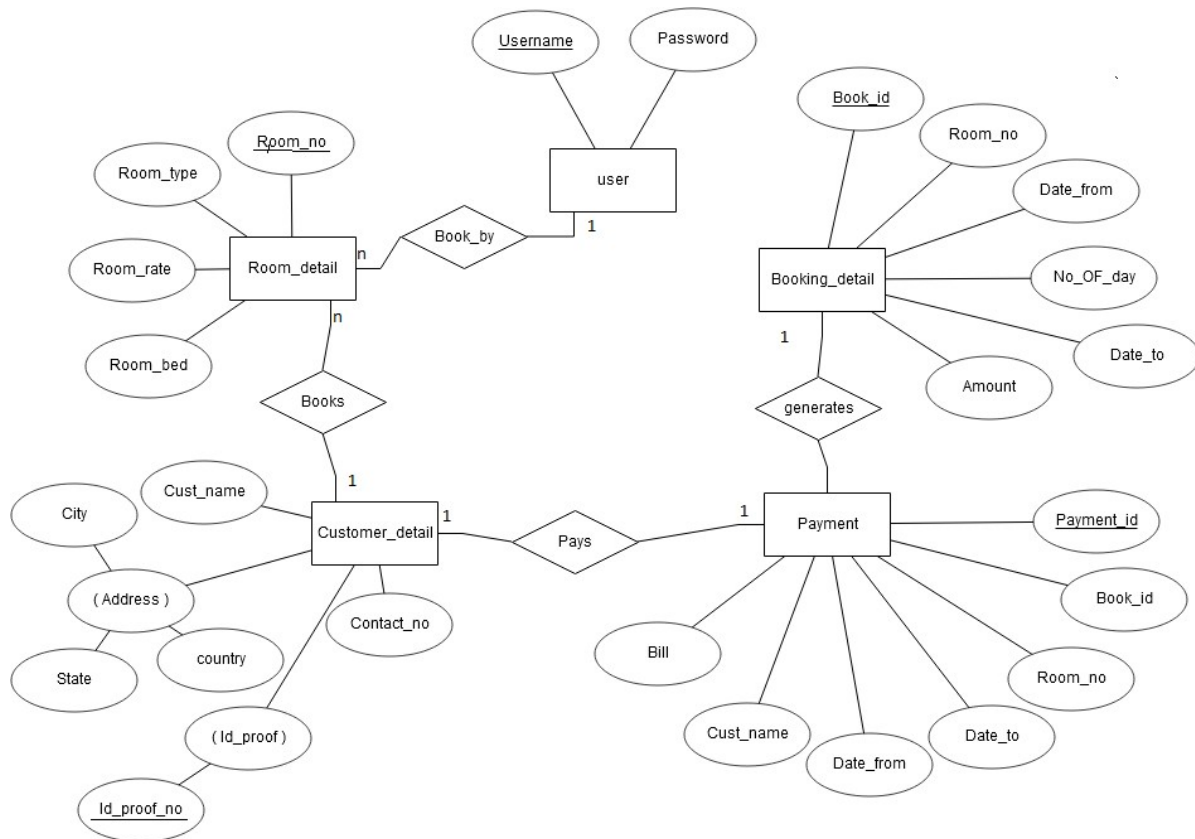 Username
Password
Book_id
Room_no
Room_no
Room_type
Date_from
user
1
Book_by
n
Room_rate
Room_detail
Booking_detail
No_OF_day
n
1
Room_bed
Date_to
Amount
Books
generates
1
Cust_name
City
1
1
Customer_detail
Pays
Payment
Payment_id
( Address )
Contact_no
Book_id
country
State
Bill
Room_no
( Id_proof )
Cust_name
Date_to
Date_from
Id_proof_no